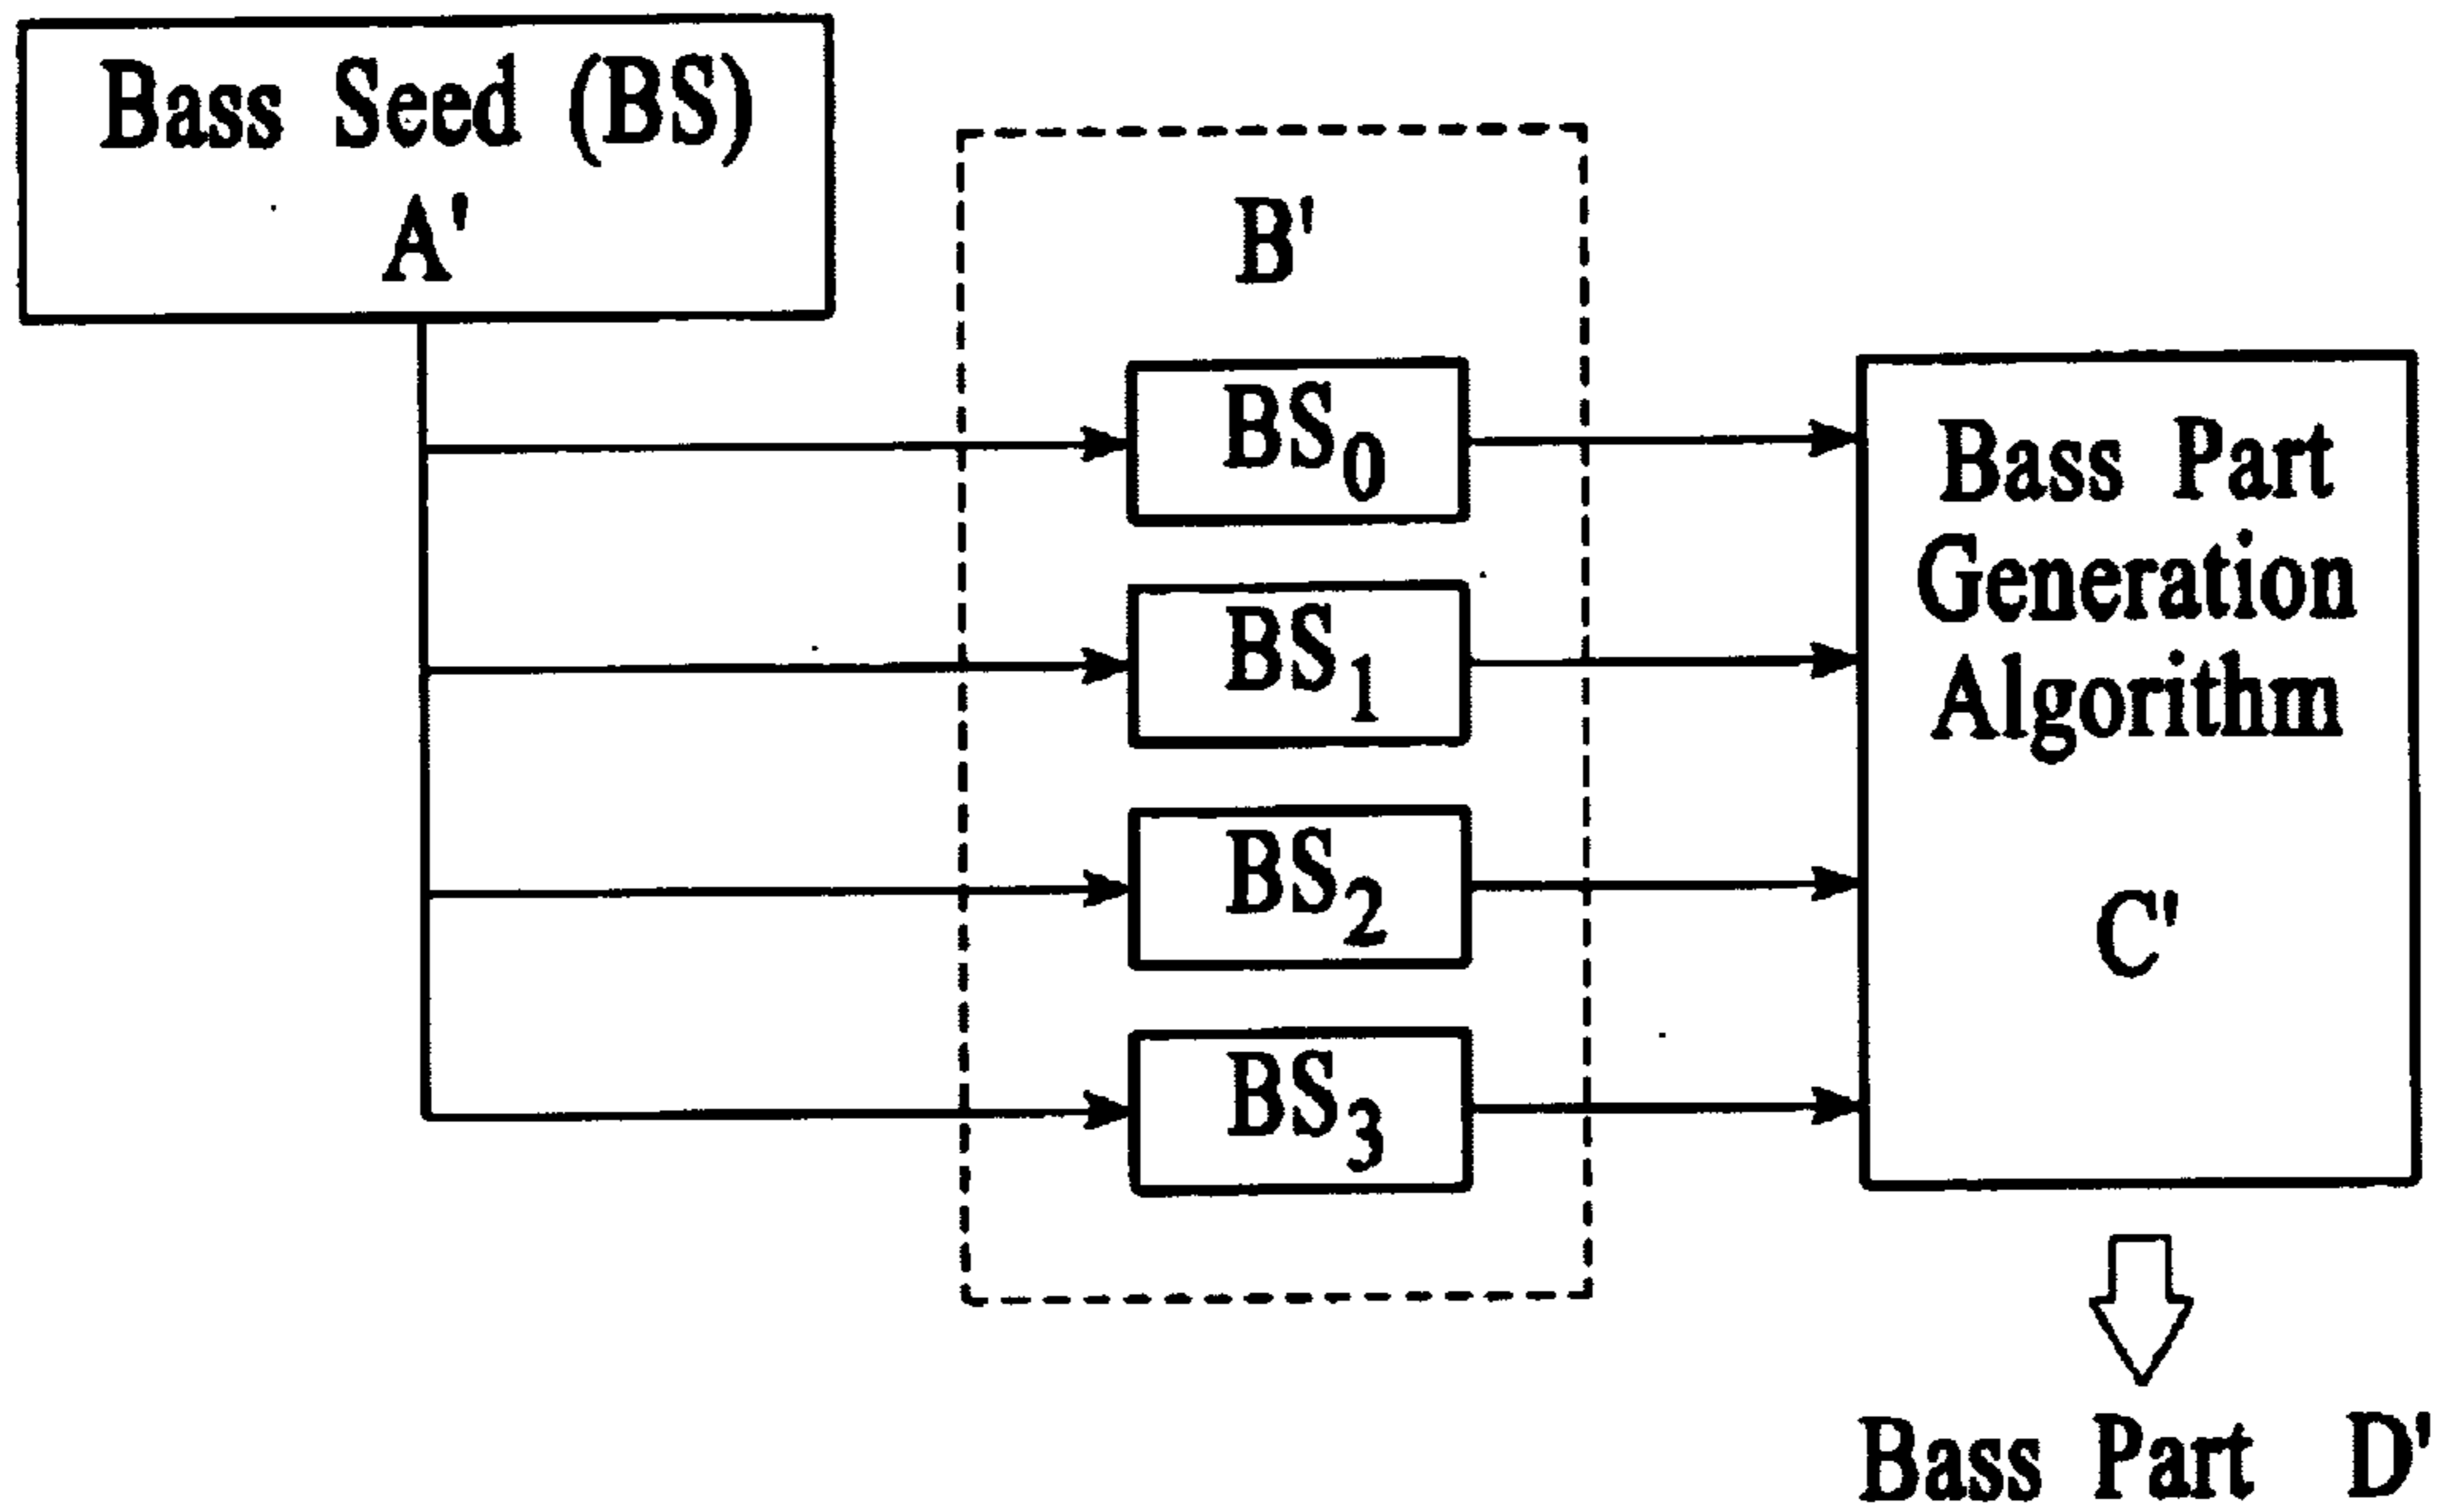 Bass Seed (BS)
A'
B'
BS0
BS1
BS2
BS3
Bass Part
Generation
Algorithm
C'
Bass Part D'